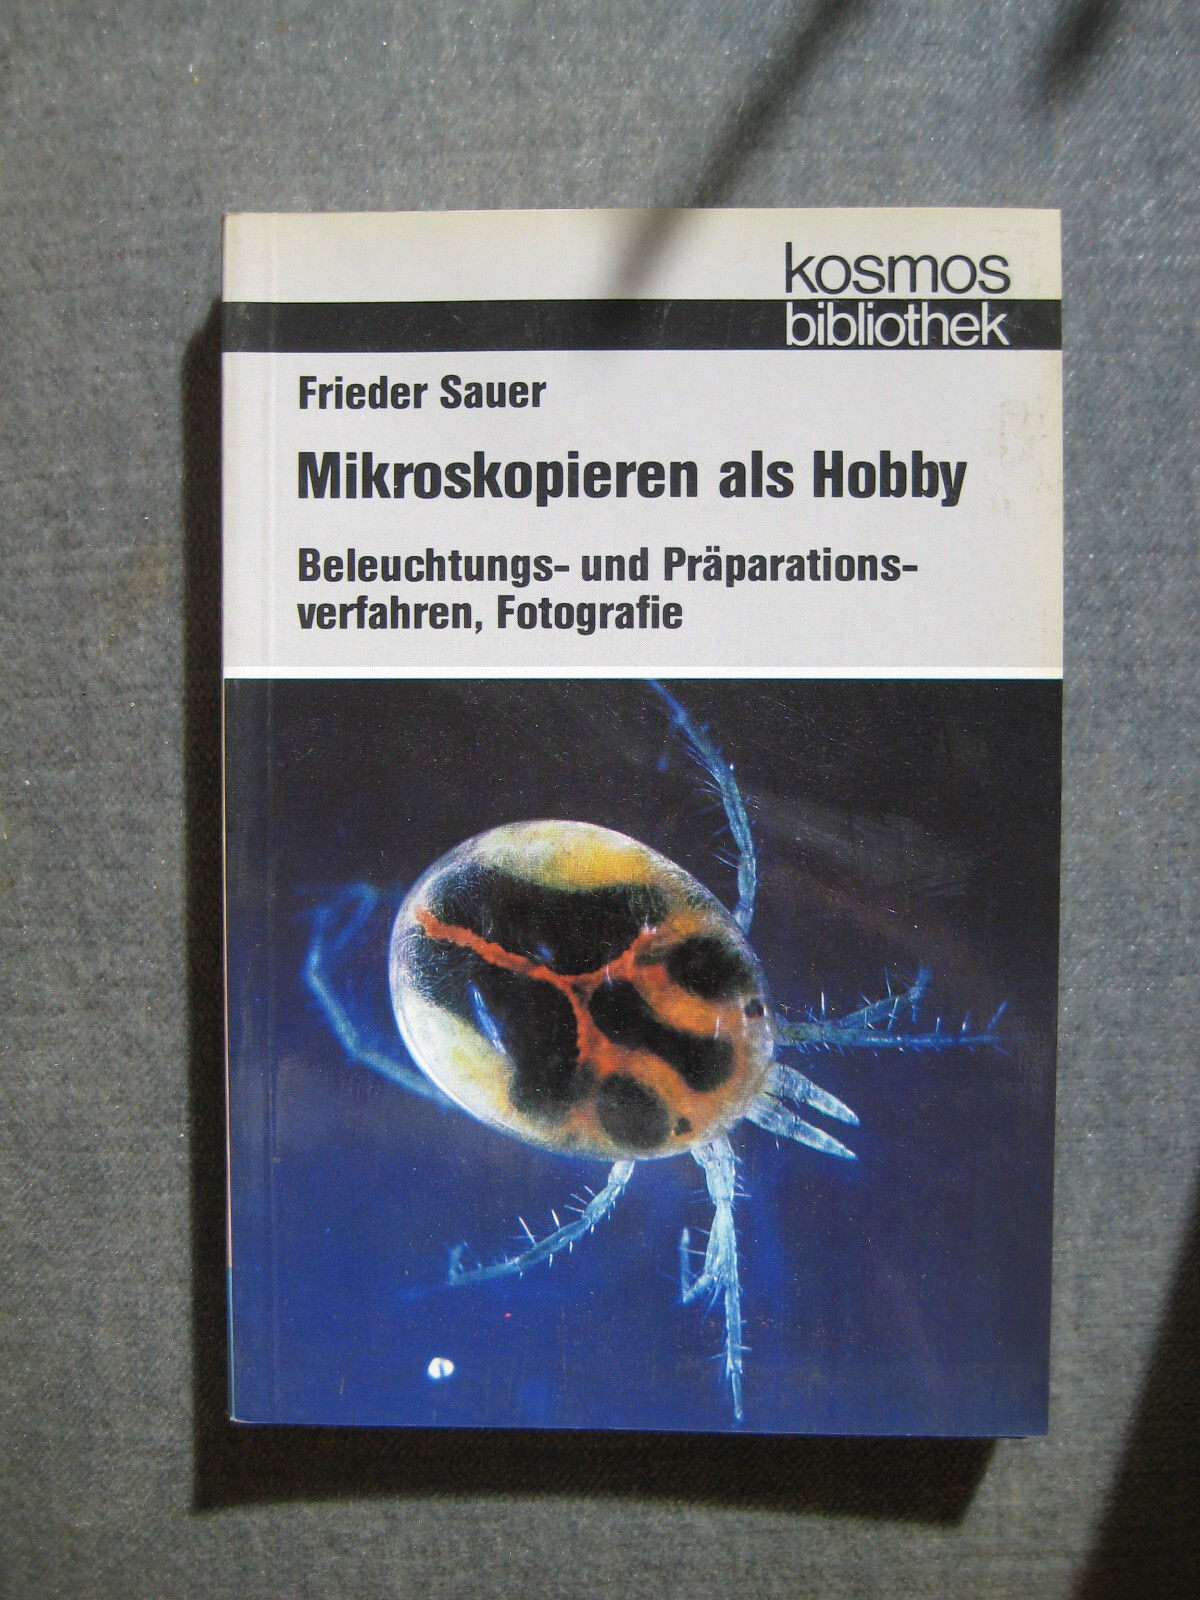 kosmos
bibliothek
Frieder Sauer
Mikroskopieren als Hobby
Beleuchtungs- und Präparations-
verfahren, Fotografie